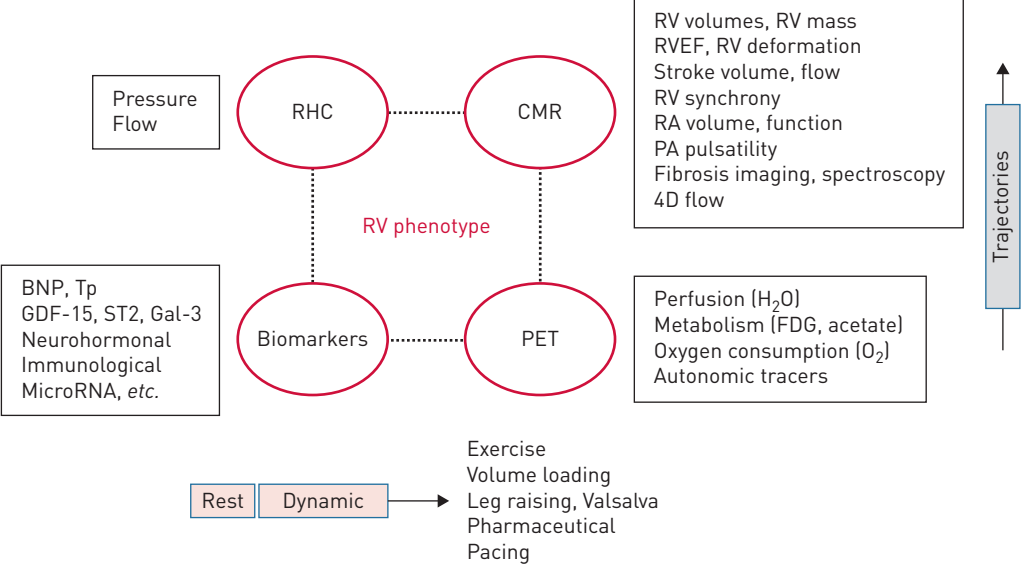 RV volumes, RV mass
RVEF, RV deformation
Stroke volume, flow
RV synchrony
RA volume, function
PA pulsatility
Fibrosis imaging, spectroscopy
4D flow
Pressure
Flow
RHC
CMR
Trajectories
RV phenotype
BNP, Tp
GDF-15, ST2, Gal-3
Neurohormonal
Immunological
MicroRNA, etc.
Biomarkers
PET
Perfusion (H₂O)
Metabolism (FDG, acetate)
Oxygen consumption (O₂)
Autonomic tracers
Rest
Dynamic
Exercise
Volume loading
Leg raising, Valsalva
Pharmaceutical
Pacing